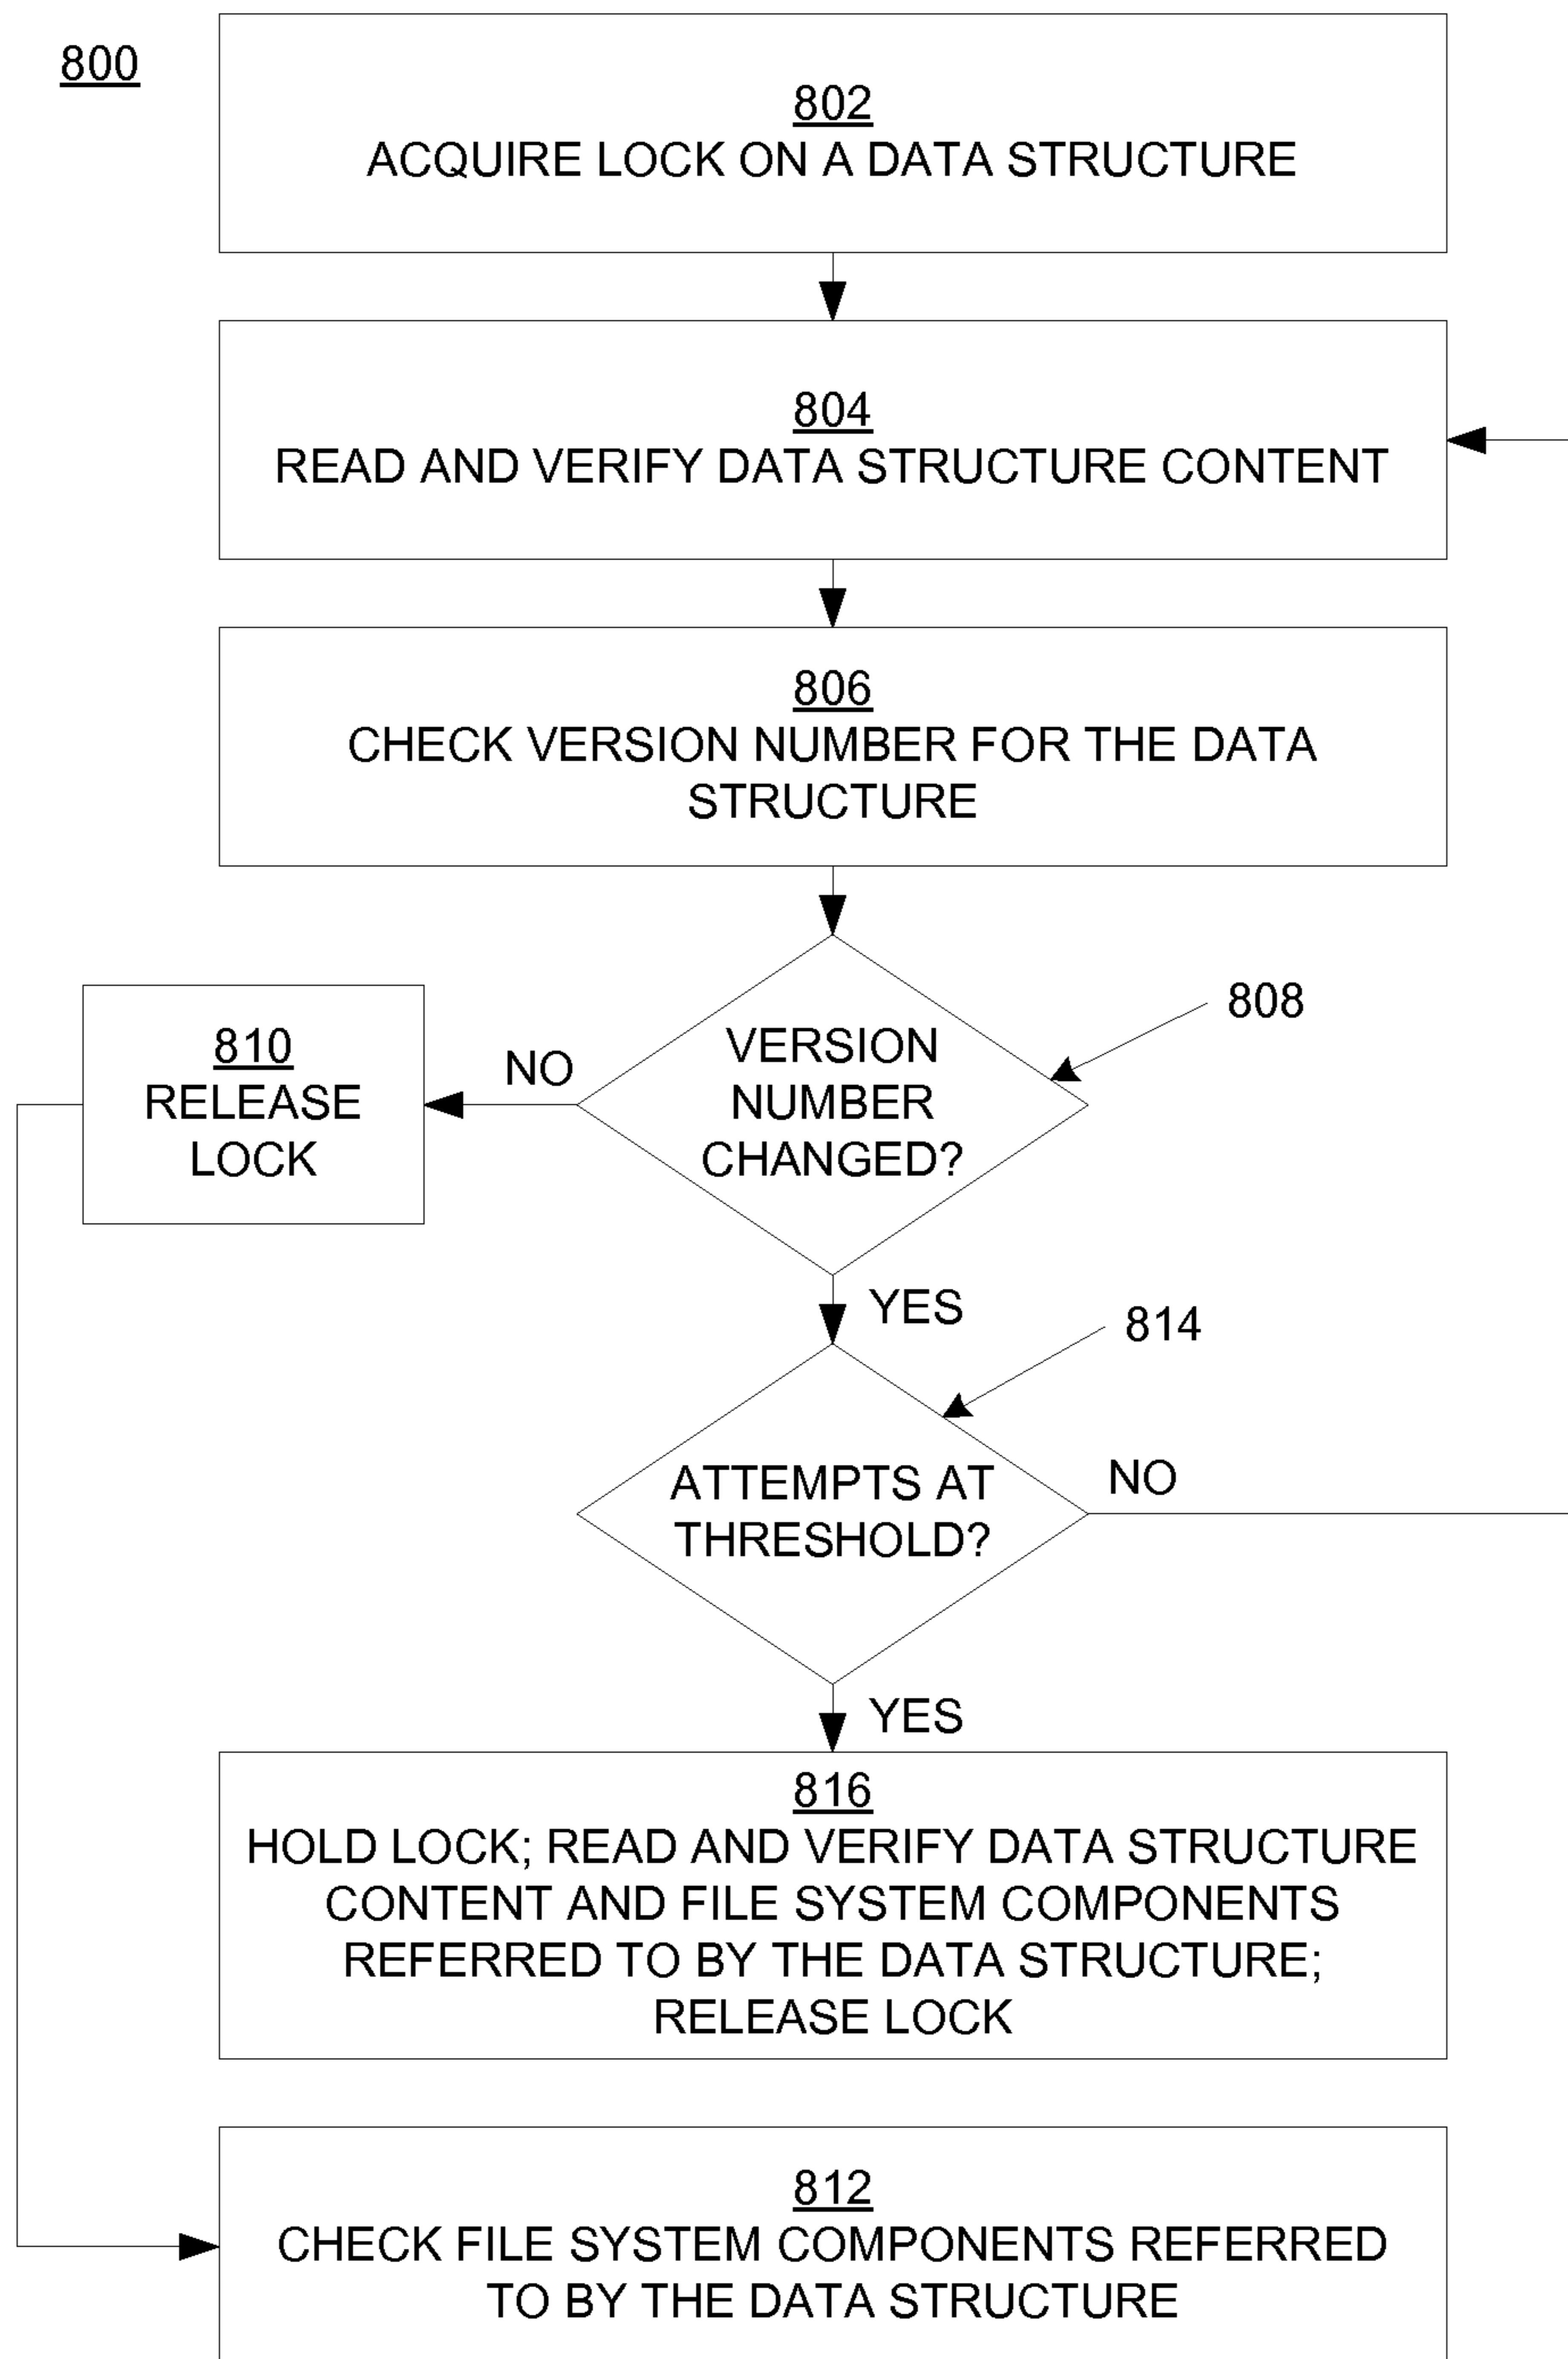 800
802
ACQUIRE LOCK ON A DATA STRUCTURE
804
READ AND VERIFY DATA STRUCTURE CONTENT
806
CHECK VERSION NUMBER FOR THE DATA
STRUCTURE
808
810
RELEASE
LOCK
NO
VERSION
NUMBER
CHANGED?
YES
814
ATTEMPTS AT
THRESHOLD?
NO
YES
816
HOLD LOCK; READ AND VERIFY DATA STRUCTURE
CONTENT AND FILE SYSTEM COMPONENTS
REFERRED TO BY THE DATA STRUCTURE;
RELEASE LOCK
812
CHECK FILE SYSTEM COMPONENTS REFERRED
TO BY THE DATA STRUCTURE